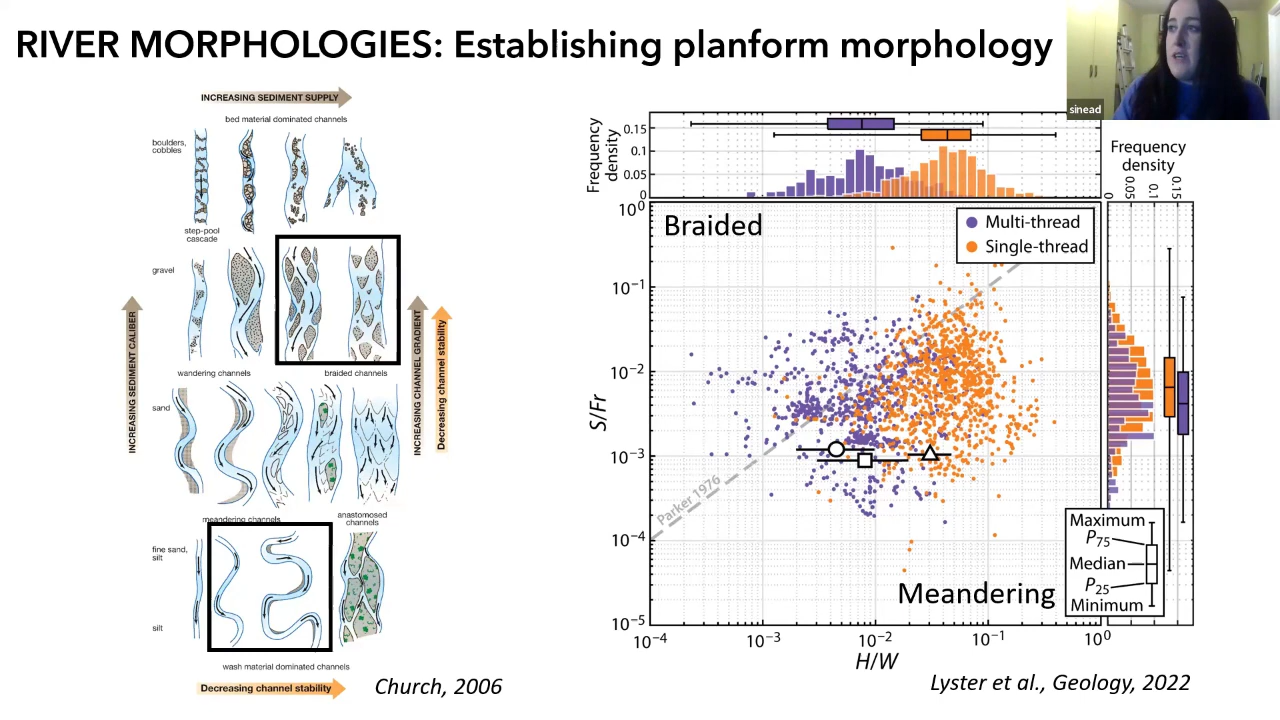 RIVER MORPHOLOGIES: Establishing planform morphology
sinead
INCREASING SEDIMENT SUPPLY
bed material dominated channels
boulders,
cobbles
step-pool
cascade
gravel
wandering channels
braided channels
sand
meandering channels
anastomosed
channels
fine sand,
silt
silt
wash material dominated channels
Decreasing channel stability
INCREASING SEDIMENT CALIBER
INCREASING CHANNEL GRADIENT
Decreasing channel stability
Church, 2006
Frequency
density
0.15
0.1
0.05
0
Frequency
density
0
0.05
0.1
0.15
Braided
Multi-thread
Single-thread
Parker 1976
Meandering
S/Fr
10⁰
10⁻¹
10⁻²
10⁻³
10⁻⁴
10⁻⁵
10⁻⁴
10⁻³
10⁻²
10⁻¹
10⁰
H/W
Maximum
P₇₅
Median
P₂₅
Minimum
Lyster et al., Geology, 2022